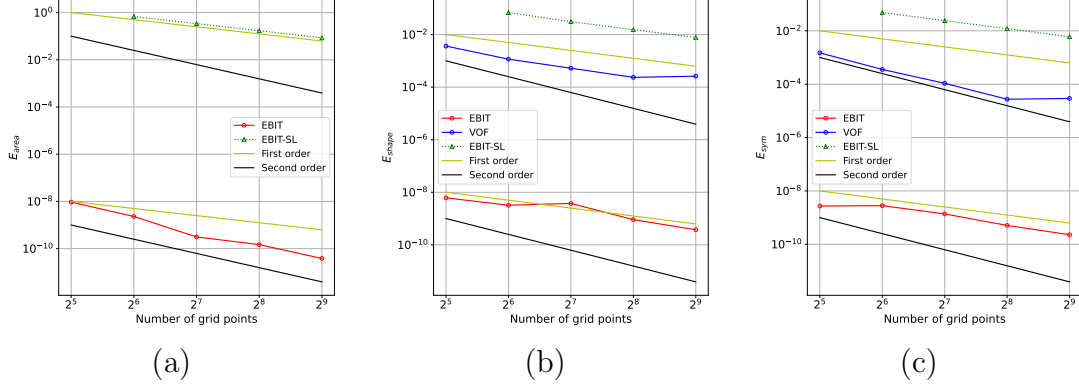 10^0
10^-2
10^-4
10^-6
10^-8
10^-10
E_area
EBIT
EBIT-SL
First order
Second order
2^5 2^6 2^7 2^8 2^9
Number of grid points
(a)
10^-2
10^-4
10^-6
10^-8
10^-10
E_shape
EBIT
VOF
EBIT-SL
First order
Second order
2^5 2^6 2^7 2^8 2^9
Number of grid points
(b)
10^-2
10^-4
10^-6
10^-8
10^-10
E_sym
EBIT
VOF
EBIT-SL
First order
Second order
2^5 2^6 2^7 2^8 2^9
Number of grid points
(c)